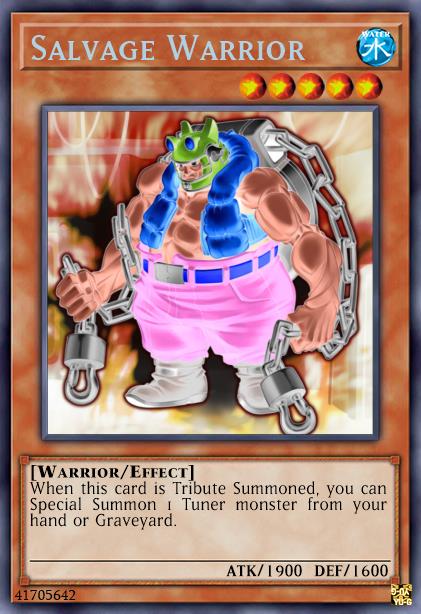 Salvage Warrior
WATER
水
[Warrior/Effect]
When this card is Tribute Summoned, you can
Special Summon 1 Tuner monster from your
hand or Graveyard.
ATK/1900 DEF/1600
41705642